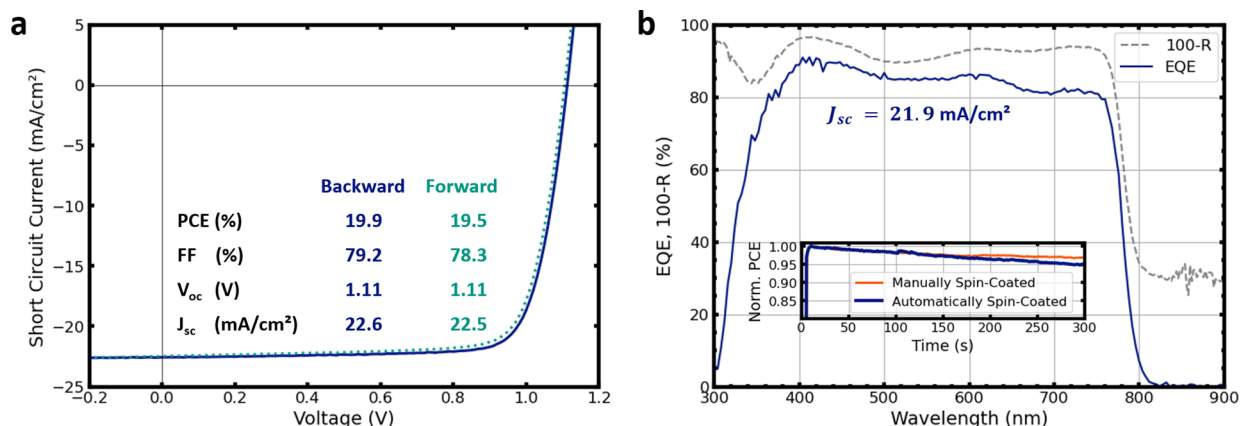 a
5
0
−5
−10
−15
−20
−25
Short Circuit Current (mA/cm²)
Backward Forward
PCE (%) 19.9 19.5
FF (%) 79.2 78.3
Voc (V) 1.11 1.11
Jsc (mA/cm²) 22.6 22.5
−0.2 0.0 0.2 0.4 0.6 0.8 1.0 1.2
Voltage (V)
b
100
80
60
40
20
0
EQE, 100-R (%)
100-R
EQE
Jsc = 21.9 mA/cm²
1.00
0.95
0.90
0.85
Norm. PCE
Manually Spin-Coated
Automatically Spin-Coated
0 50 100 150 200 250 300
Time (s)
300 400 500 600 700 800 900
Wavelength (nm)